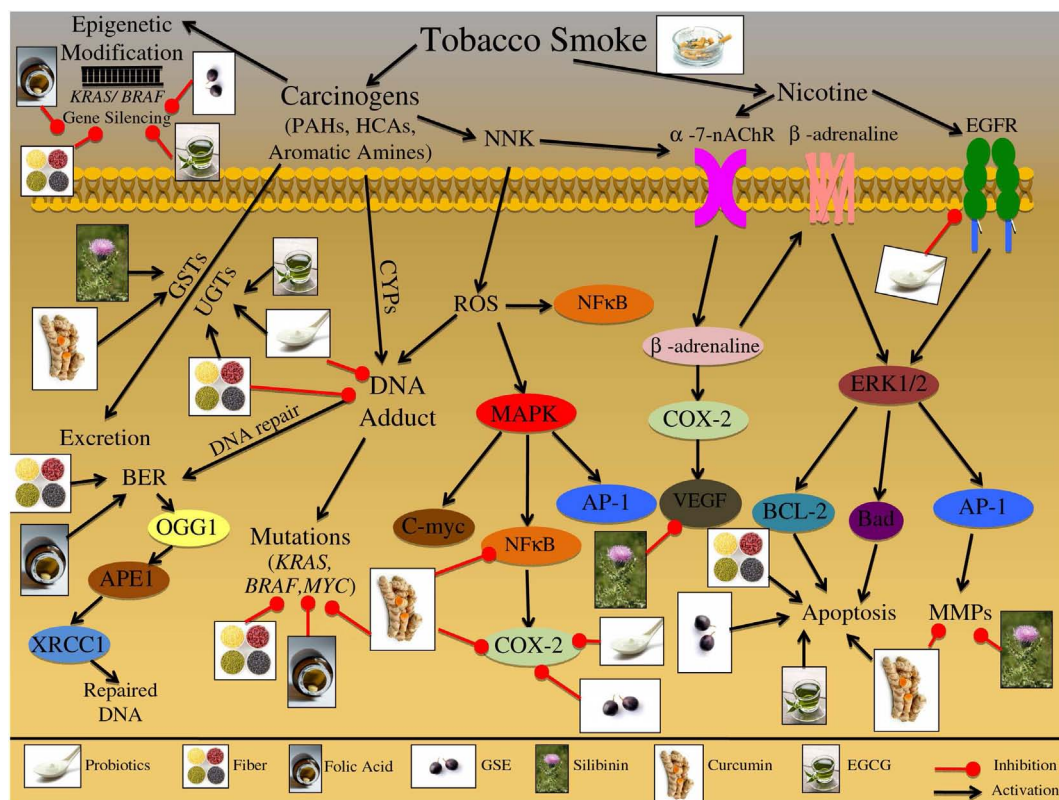 Epigenetic
Modification
KRAS/ BRAF
Gene Silencing
Tobacco Smoke
Carcinogens
(PAHs, HCAs,
Aromatic Amines)
NNK
Nicotine
α -7-nAChR
β -adrenaline
EGFR
GSTs
UGTs
CYPs
ROS
NFκB
β -adrenaline
ERK1/2
DNA
Adduct
MAPK
COX-2
Excretion
DNA repair
BER
OGG1
APE1
XRCC1
Repaired
DNA
Mutations
(KRAS,
BRAF,MYC)
C-myc
NFκB
AP-1
COX-2
VEGF
BCL-2
Bad
AP-1
Apoptosis
MMPs
Probiotics
Fiber
Folic Acid
GSE
Silibinin
Curcumin
EGCG
Inhibition
Activation